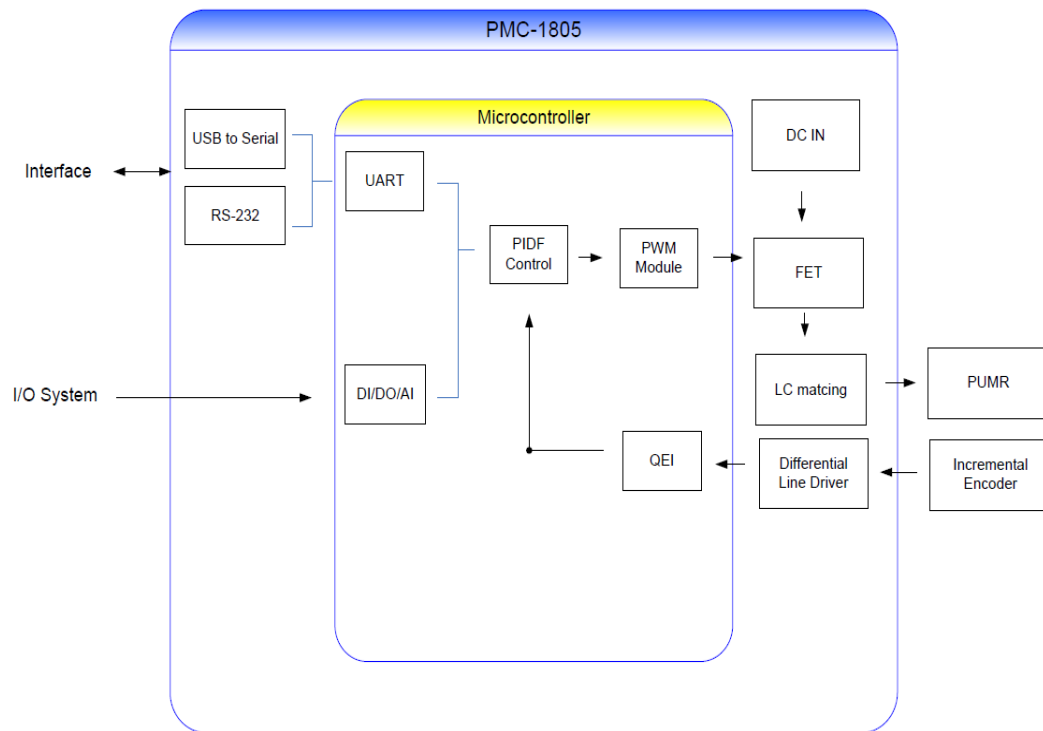 PMC-1805
Microcontroller
USB to Serial
DC IN
Interface
UART
RS-232
PIDF
Control
PWM
Module
FET
LC matcing
PUMR
I/O System
DI/DO/AI
QEI
Differential
Line Driver
Incremental
Encoder